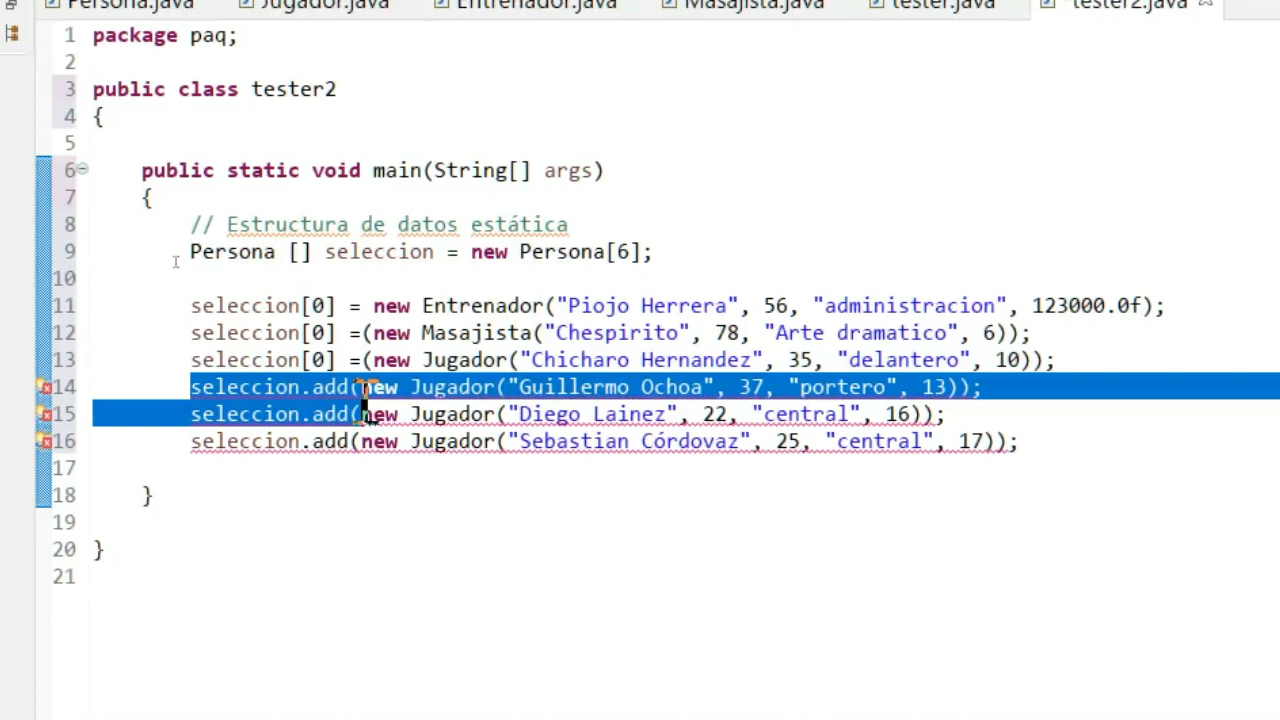 Persona.java Jugador.java Entrenador.java Masajista.java tester.java *tester2.java
1 package paq;
2
3 public class tester2
4 {
5
6 public static void main(String[] args)
7 {
8 // Estructura de datos estática
9 Persona [] seleccion = new Persona[6];
10
11 seleccion[0] = new Entrenador("Piojo Herrera", 56, "administracion", 123000.0f);
12 seleccion[0] =(new Masajista("Chespirito", 78, "Arte dramatico", 6));
13 seleccion[0] =(new Jugador("Chicharo Hernandez", 35, "delantero", 10));
14 seleccion.add(new Jugador("Guillermo Ochoa", 37, "portero", 13));
15 seleccion.add(new Jugador("Diego Lainez", 22, "central", 16));
16 seleccion.add(new Jugador("Sebastian Córdovaz", 25, "central", 17));
17
18 }
19
20 }
21